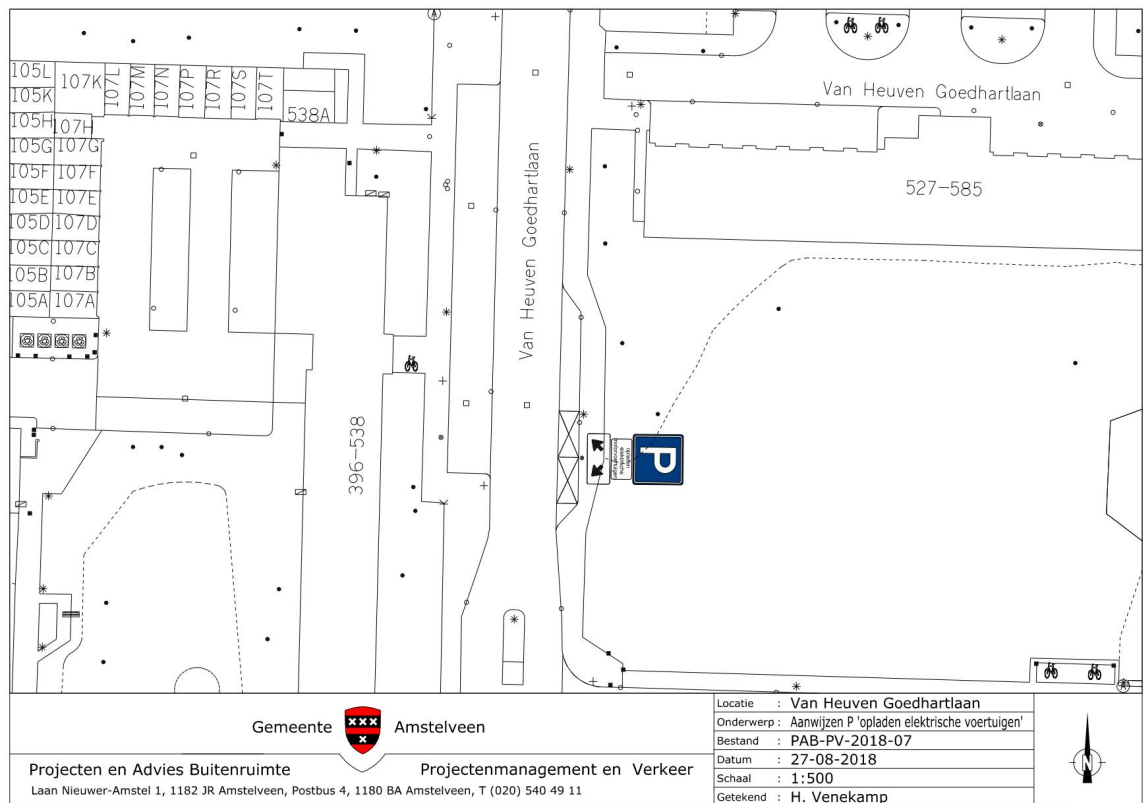 Van Heuven Goedhartlaan
105L 107K 107L 107M 107N 107P 107R 107S 107T
105K
538A
105H 107H
105G 107G
105F 107F
105E 107E
105D 107D
105C 107C
105B 107B
105A 107A
527-585
Van Heuven Goedhartlaan
396-538
P
opladen
elektrische
motorvoertuigen
A
A
N
Gemeente Amstelveen
Projecten en Advies Buitenruimte Projectenmanagement en Verkeer
Laan Nieuwer-Amstel 1, 1182 JR Amstelveen, Postbus 4, 1180 BA Amstelveen, T (020) 540 49 11
Locatie : Van Heuven Goedhartlaan
Onderwerp : Aanwijzen P 'opladen elektrische voertuigen'
Bestand : PAB-PV-2018-07
Datum : 27-08-2018
Schaal : 1:500
Getekend : H. Venekamp